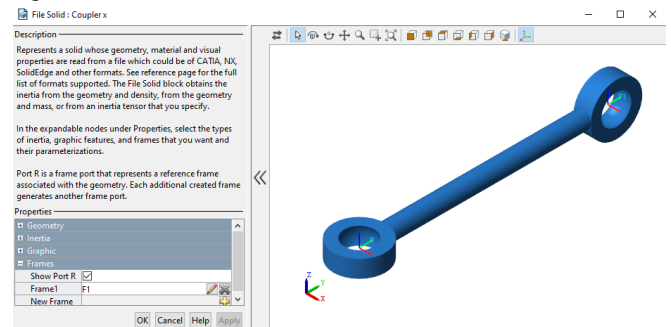 File Solid : Coupler x
Description
Represents a solid whose geometry, material and visual
properties are read from a file which could be of CATIA, NX,
SolidEdge and other formats. See reference page for the full
list of formats supported. The File Solid block obtains the
inertia from the geometry and density, from the geometry
and mass, or from an inertia tensor that you specify.
In the expandable nodes under Properties, select the types
of inertia, graphic features, and frames that you want and
their parameterizations.
Port R is a frame port that represents a reference frame
associated with the geometry. Each additional created frame
generates another frame port.
Properties
Geometry
Inertia
Graphic
Frames
Show Port R
Frame1 F1
New Frame
OK Cancel Help Apply
Z
Y
X